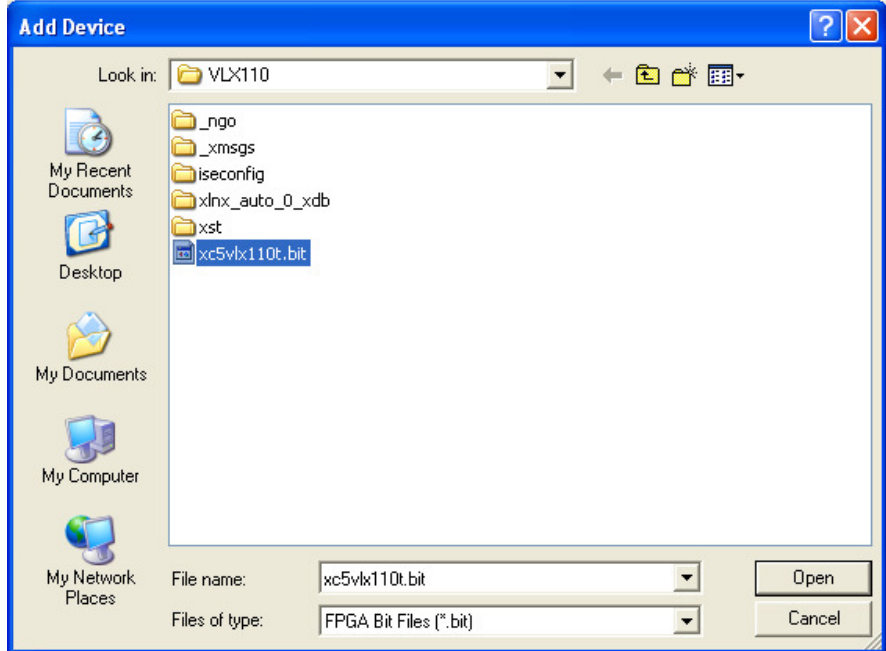 Add Device
Look in: VLX110
_ngo
_xmsgs
iseconfig
xlnx_auto_0_xdb
xst
xc5vlx110t.bit
My Recent
Documents
Desktop
My Documents
My Computer
My Network
Places
File name: xc5vlx110t.bit Open
Files of type: FPGA Bit Files (*.bit) Cancel